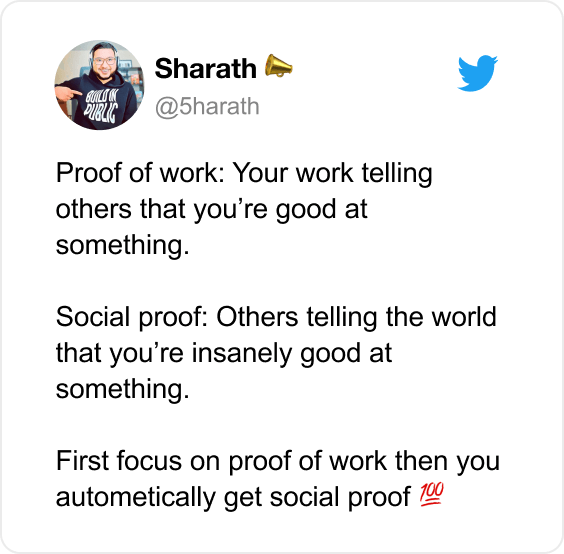 Sharath 📣
@5harath
BUILD IN
PUBLIC
Proof of work: Your work telling
others that you’re good at
something.
Social proof: Others telling the world
that you’re insanely good at
something.
First focus on proof of work then you
autometically get social proof 💯